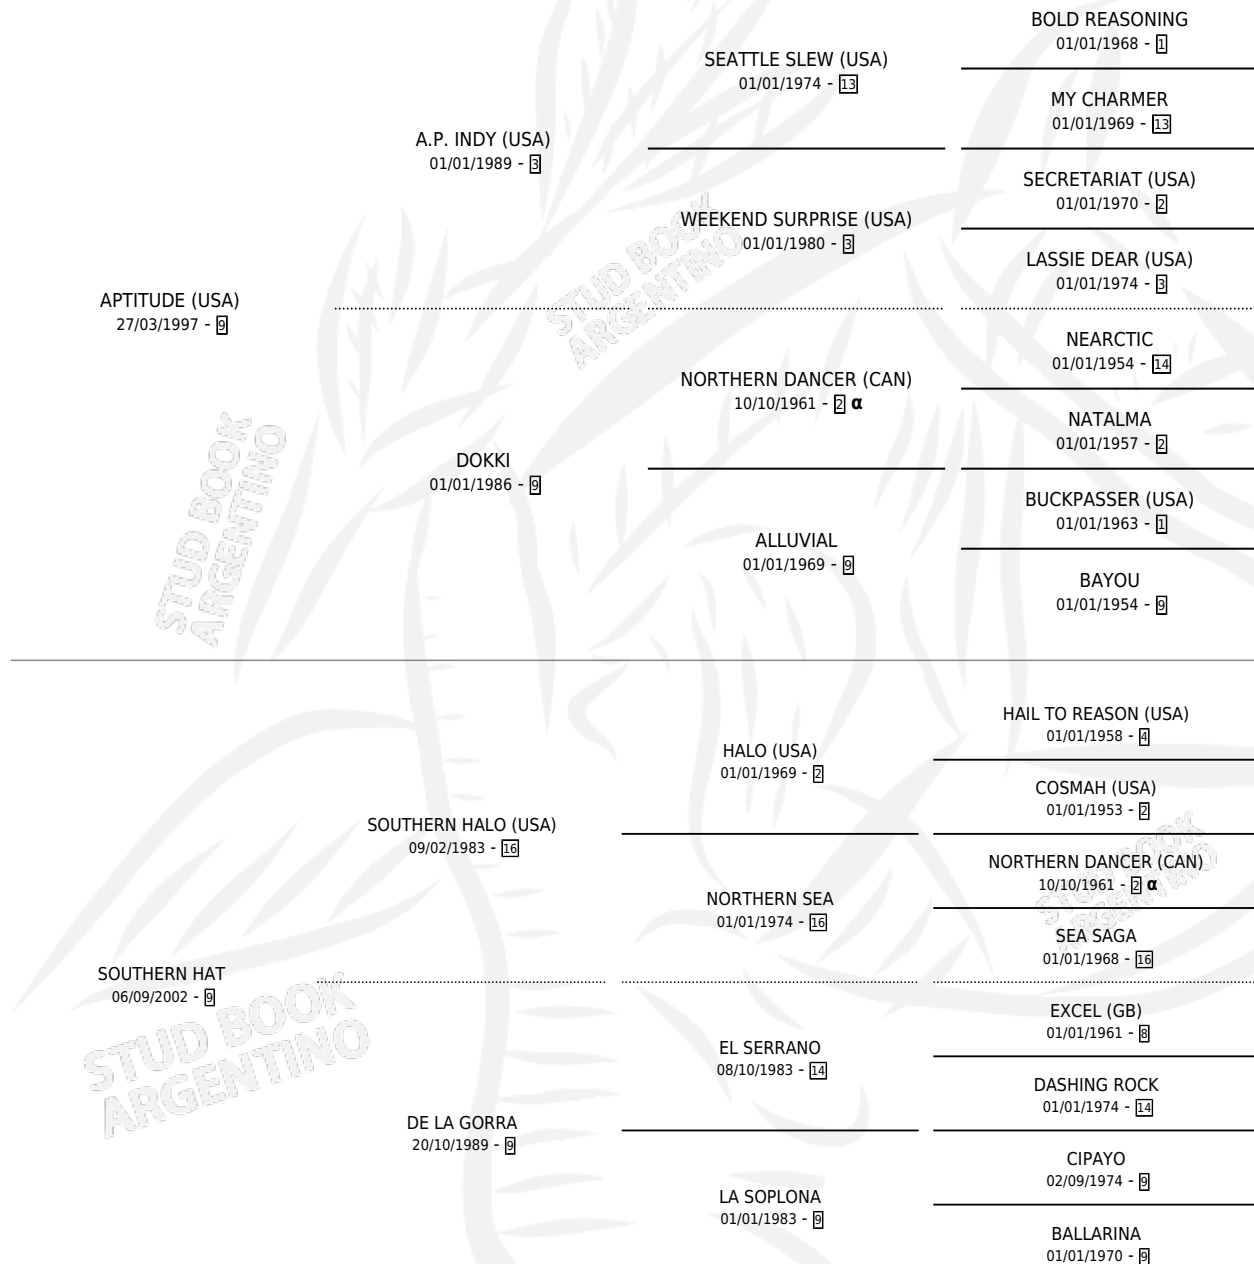 BOLD REASONING
01/01/1968 - 1
SEATTLE SLEW (USA)
01/01/1974 - 13
MY CHARMER
01/01/1969 - 13
A.P. INDY (USA)
01/01/1989 - 3
SECRETARIAT (USA)
01/01/1970 - 2
WEEKEND SURPRISE (USA)
01/01/1980 - 3
LASSIE DEAR (USA)
01/01/1974 - 3
APTITUDE (USA)
27/03/1997 - 9
NEARCTIC
01/01/1954 - 14
NORTHERN DANCER (CAN)
10/10/1961 - 2 α
NATALMA
01/01/1957 - 2
DOKKI
01/01/1986 - 9
BUCKPASSER (USA)
01/01/1963 - 1
ALLUVIAL
01/01/1969 - 9
BAYOU
01/01/1954 - 9
HAIL TO REASON (USA)
01/01/1958 - 4
HALO (USA)
01/01/1969 - 2
COSMAH (USA)
01/01/1953 - 2
SOUTHERN HALO (USA)
09/02/1983 - 16
NORTHERN DANCER (CAN)
10/10/1961 - 2 α
NORTHERN SEA
01/01/1974 - 16
SEA SAGA
01/01/1968 - 16
SOUTHERN HAT
06/09/2002 - 9
EXCEL (GB)
01/01/1961 - 8
EL SERRANO
08/10/1983 - 14
DASHING ROCK
01/01/1974 - 14
DE LA GORRA
20/10/1989 - 9
CIPAYO
02/09/1974 - 9
LA SOPLONA
01/01/1983 - 9
BALLARINA
01/01/1970 - 9
STUD BOOK
ARGENTINO
STUD BOOK
ARGENTINO
STUD BOOK
ARGENTINO
STUD BOOK
ARGENTINO